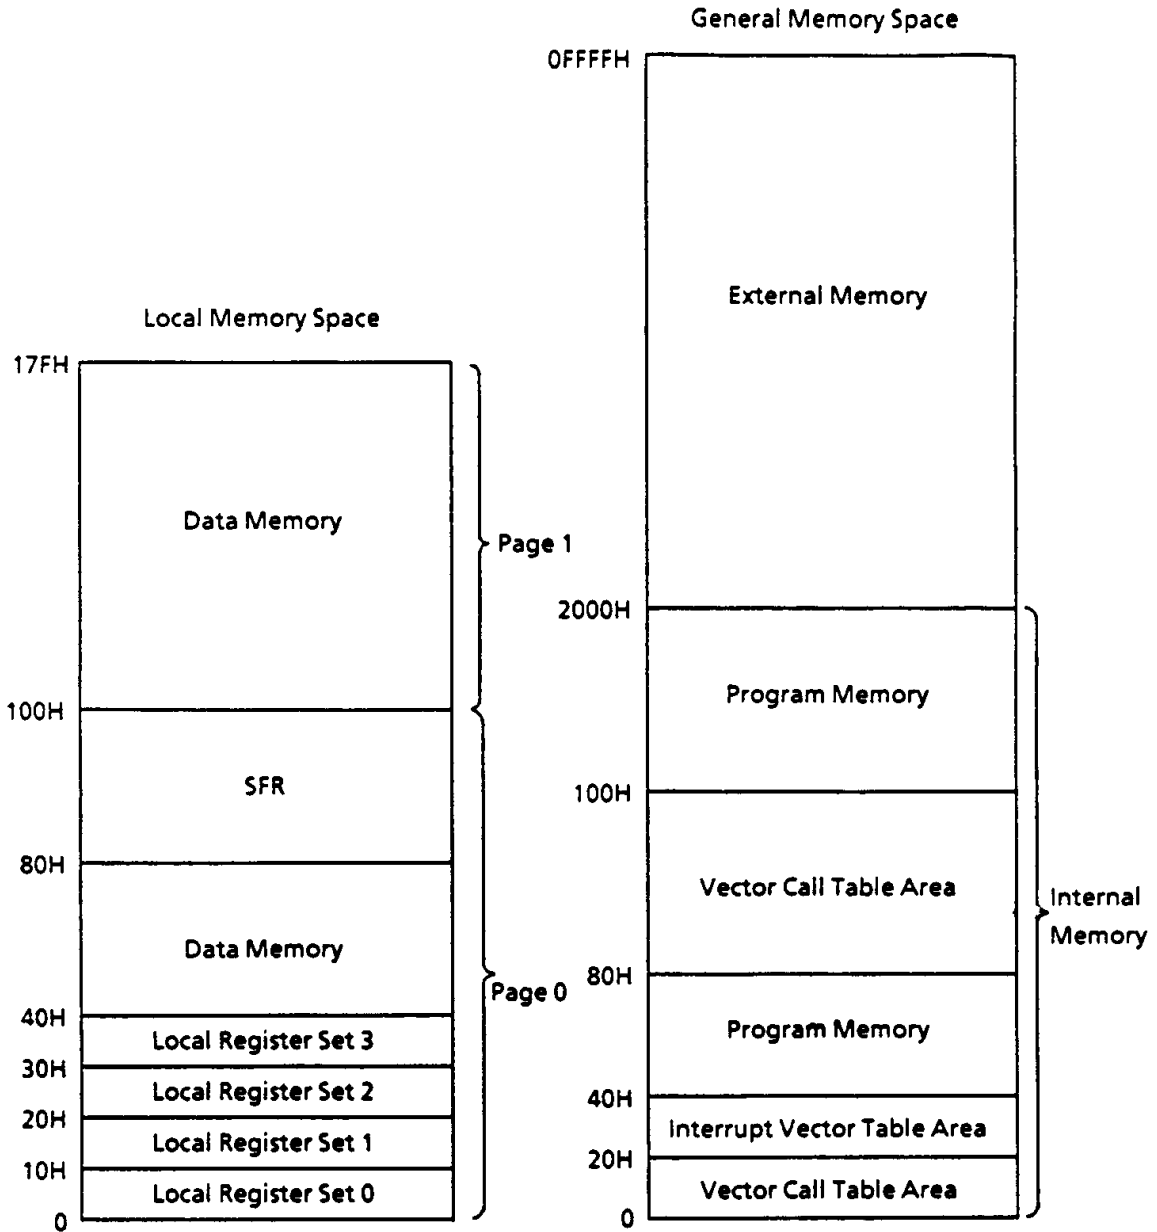 General Memory Space
0FFFFH
External Memory
2000H
Program Memory
100H
Vector Call Table Area
80H
Program Memory
40H
Interrupt Vector Table Area
20H
Vector Call Table Area
0
Internal
Memory
Local Memory Space
17FH
Data Memory
Page 1
100H
SFR
80H
Data Memory
Page 0
40H
Local Register Set 3
30H
Local Register Set 2
20H
Local Register Set 1
10H
Local Register Set 0
0